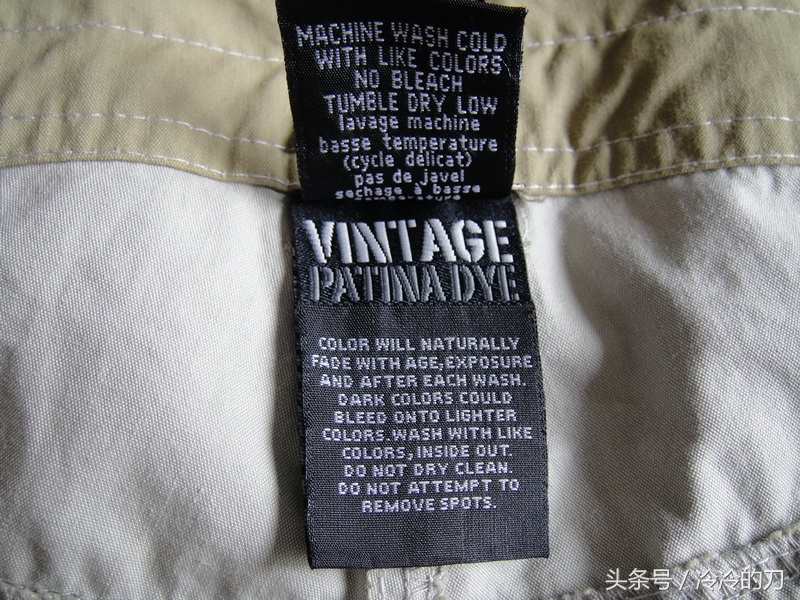 MACHINE WASH COLD
WITH LIKE COLORS
NO BLEACH
TUMBLE DRY LOW
lavage machine
basse temperature
(cycle délicat)
pas de javel
sechage à basse
temperature
VINTAGE
PATINA DYE
COLOR WILL NATURALLY
FADE WITH AGE, EXPOSURE
AND AFTER EACH WASH.
DARK COLORS COULD
BLEED ONTO LIGHTER
COLORS. WASH WITH LIKE
COLORS, INSIDE OUT.
DO NOT DRY CLEAN.
DO NOT ATTEMPT TO
REMOVE SPOTS.
头条号 / 冷冷的刀